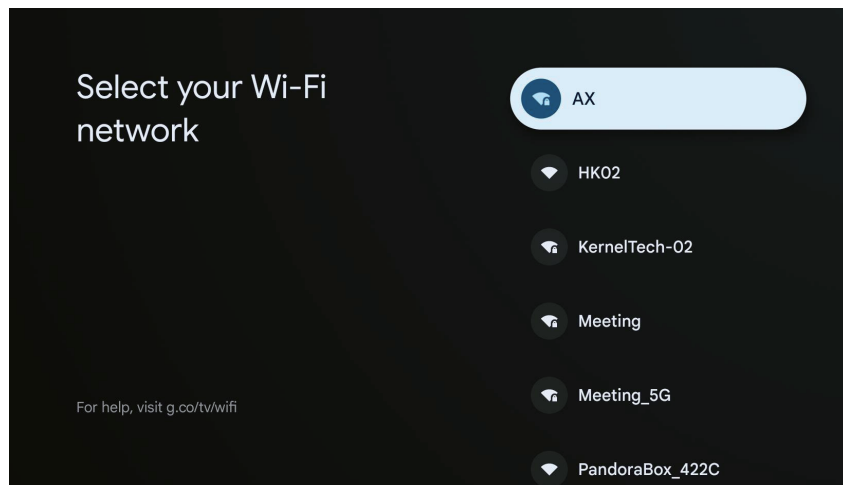 Select your Wi-Fi
network
AX
HK02
KernelTech-02
Meeting
Meeting_5G
PandoraBox_422C
For help, visit g.co/tv/wifi